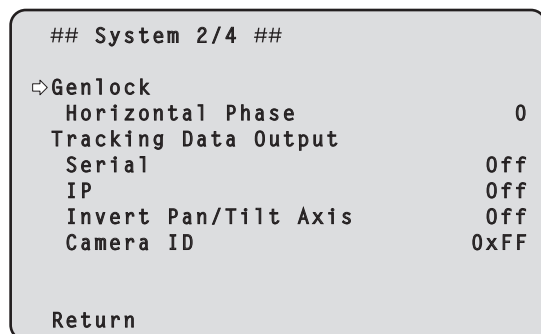 ## System 2/4 ##
⇨Genlock
Horizontal Phase 0
Tracking Data Output
Serial Off
IP Off
Invert Pan/Tilt Axis Off
Camera ID 0xFF
Return